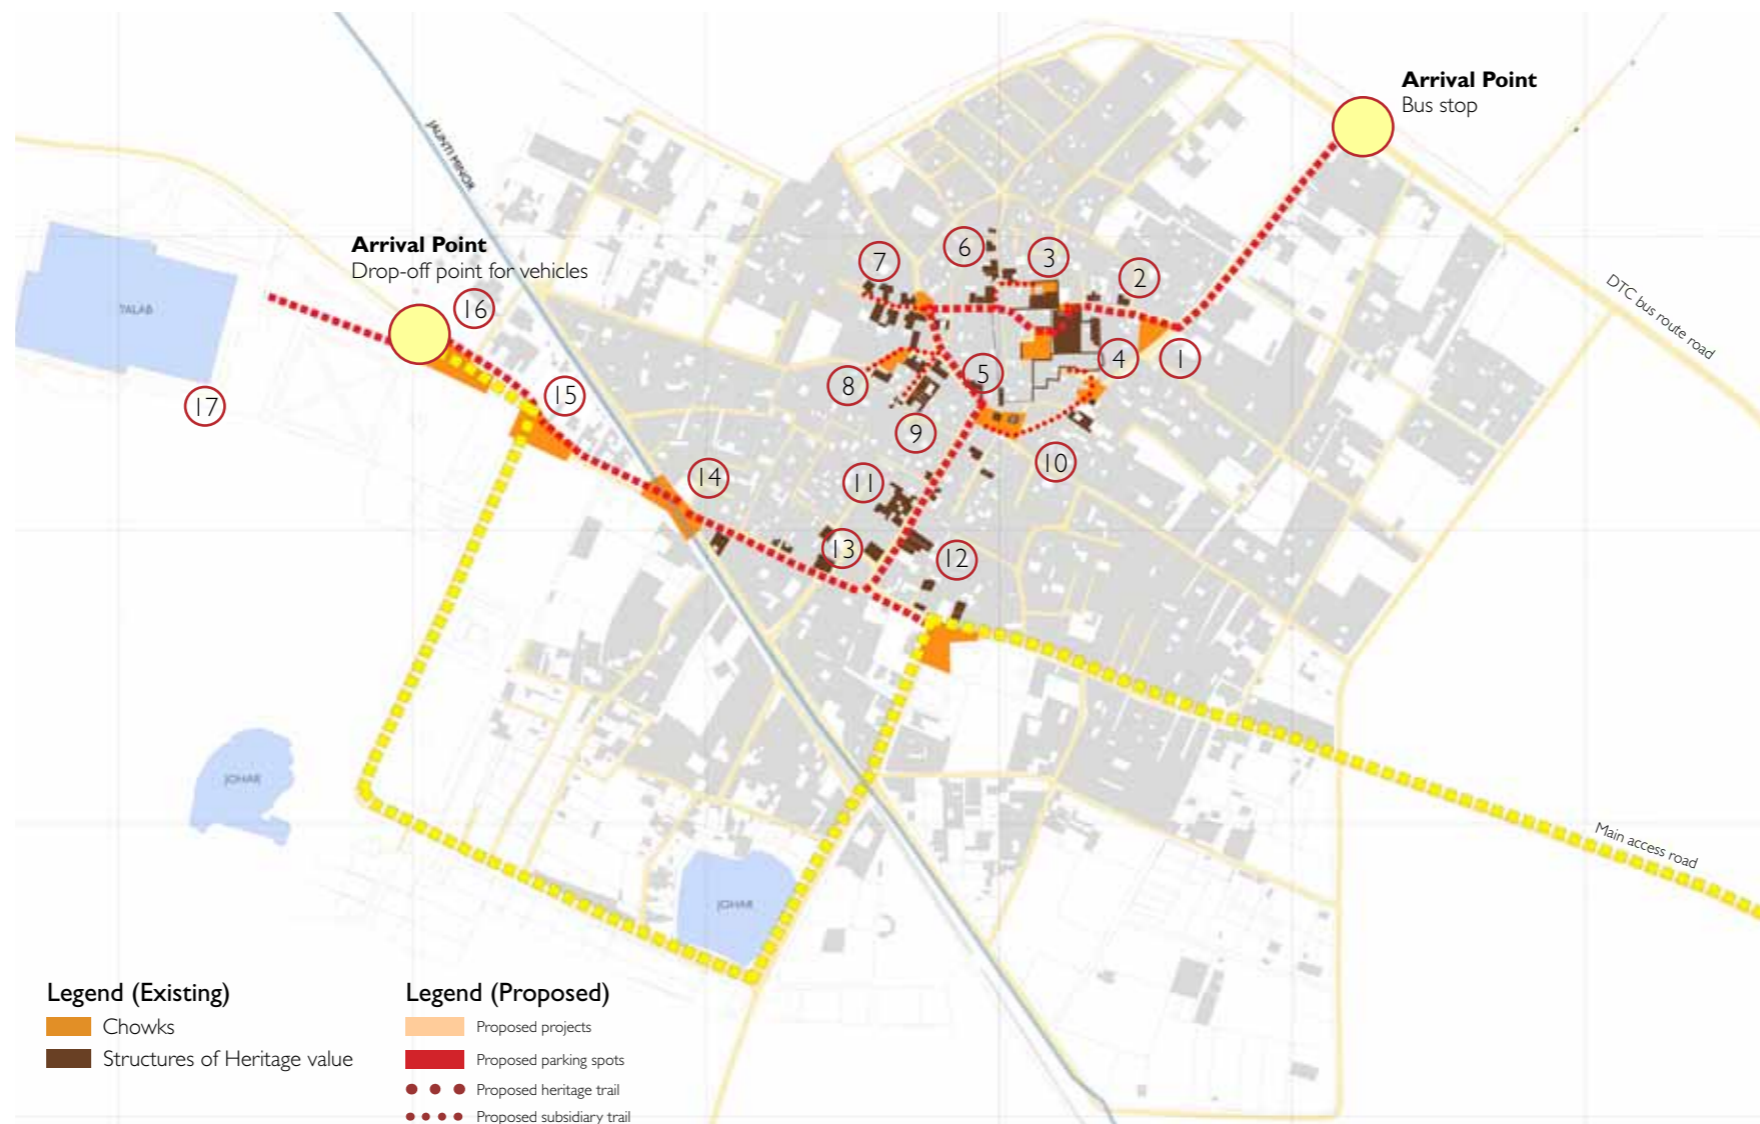 Arrival Point
Bus stop
JAUNTI MINOR
Arrival Point
Drop-off point for vehicles
6
3
7
2
16
TALAB
DTC bus route road
4
1
5
8
15
17
9
10
14
11
13
12
JOHAR
Main access road
JOHAR
Legend (Existing)
Chowks
Structures of Heritage value
Legend (Proposed)
Proposed projects
Proposed parking spots
Proposed heritage trail
Proposed subsidiary trail